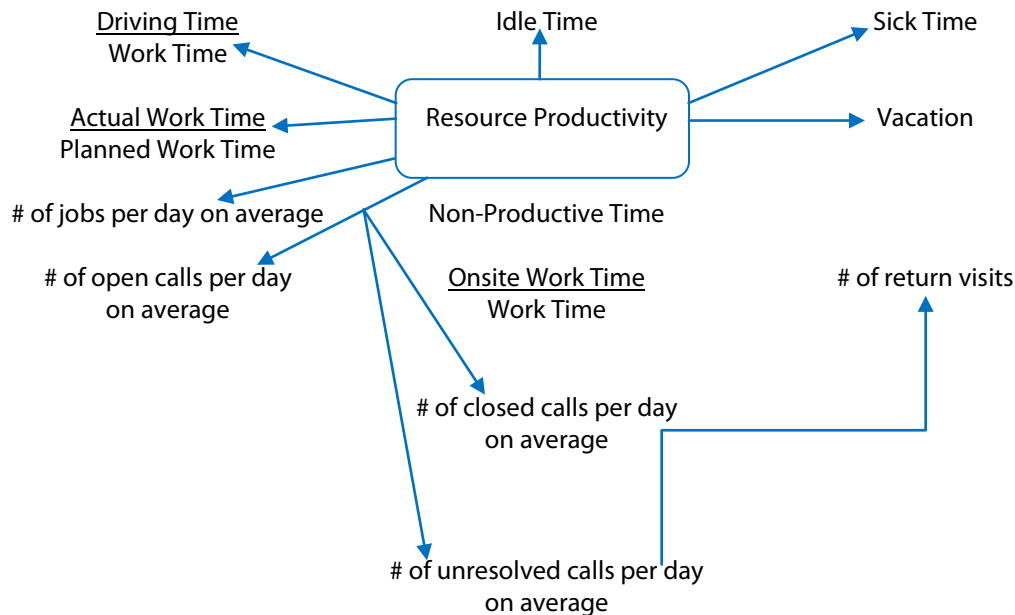 Driving Time
Work Time
Idle Time
Sick Time
Actual Work Time
Planned Work Time
Resource Productivity
Vacation
# of jobs per day on average
Non-Productive Time
# of open calls per day
on average
Onsite Work Time
Work Time
# of return visits
# of closed calls per day
on average
# of unresolved calls per day
on average